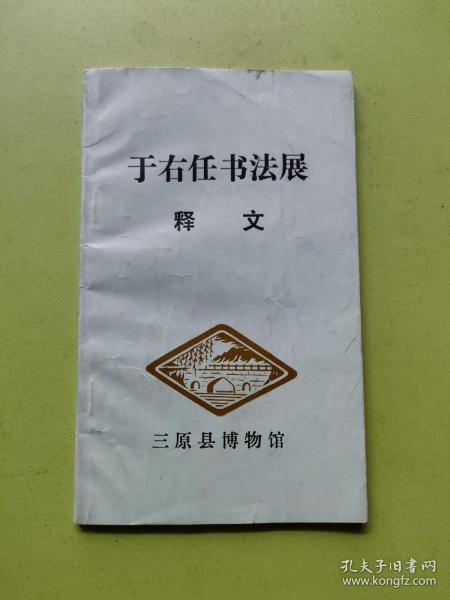 于右任书法展
释 文
三原县博物馆
孔夫子旧书网
www.kongfz.com